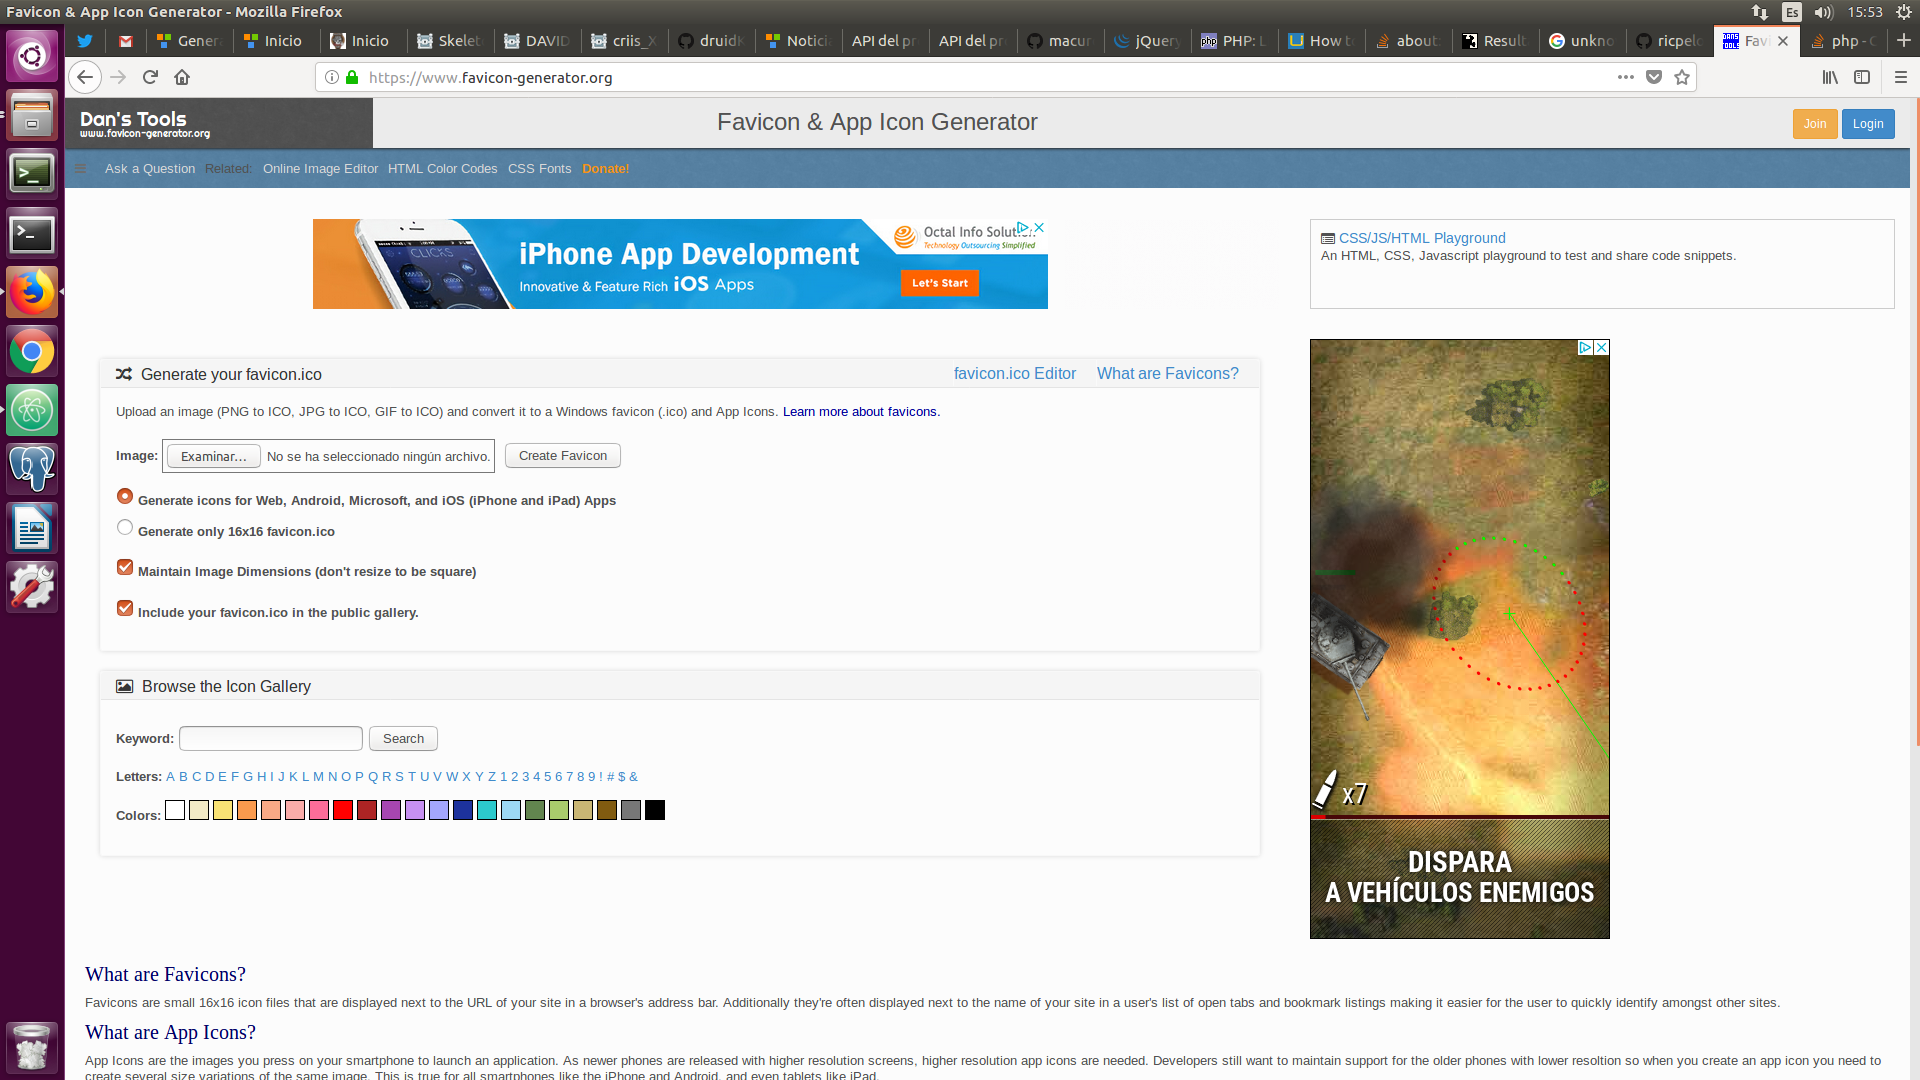 Favicon & App Icon Generator - Mozilla Firefox
Es
15:53
Inicio
Inicio
DAVID
criis_X
API del pr
API del pr
jQuery
PHP: L
How to
about:
Result
php - C
https://www.favicon-generator.org
Dan's Tools
www.favicon-generator.org
Favicon & App Icon Generator
Join
Login
Ask a Question
Related:
Online Image Editor
HTML Color Codes
CSS Fonts
Donate!
CLICKS
iPhone App Development
Innovative & Feature Rich iOS Apps
Technology Outsourcing Simplified
Let's Start
CSS/JS/HTML Playground
An HTML, CSS, Javascript playground to test and share code snippets.
Generate your favicon.ico
favicon.ico Editor
What are Favicons?
Upload an image (PNG to ICO, JPG to ICO, GIF to ICO) and convert it to a Windows favicon (.ico) and App Icons. Learn more about favicons.
Image: Examinar... No se ha seleccionado ningún archivo. Create Favicon
Generate icons for Web, Android, Microsoft, and iOS (iPhone and iPad) Apps
Generate only 16x16 favicon.ico
Maintain Image Dimensions (don't resize to be square)
Include your favicon.ico in the public gallery.
Browse the Icon Gallery
Keyword: Search
Letters: A B C D E F G H I J K L M N O P Q R S T U V W X Y Z 1 2 3 4 5 6 7 8 9 ! # $ &
Colors:
x7
DISPARA
A VEHÍCULOS ENEMIGOS
What are Favicons?
Favicons are small 16x16 icon files that are displayed next to the URL of your site in a browser's address bar. Additionally they're often displayed next to the name of your site in a user's list of open tabs and bookmark listings making it easier for the user to quickly identify amongst other sites.
What are App Icons?
App Icons are the images you press on your smartphone to launch an application. As newer phones are released with higher resolution screens, higher resolution app icons are needed. Developers still want to maintain support for the older phones with lower resoltion so when you create an app icon you need to
create several size variations of the same image. This is true for all smartphones like the iPhone and Android, and even tablets like iPad.